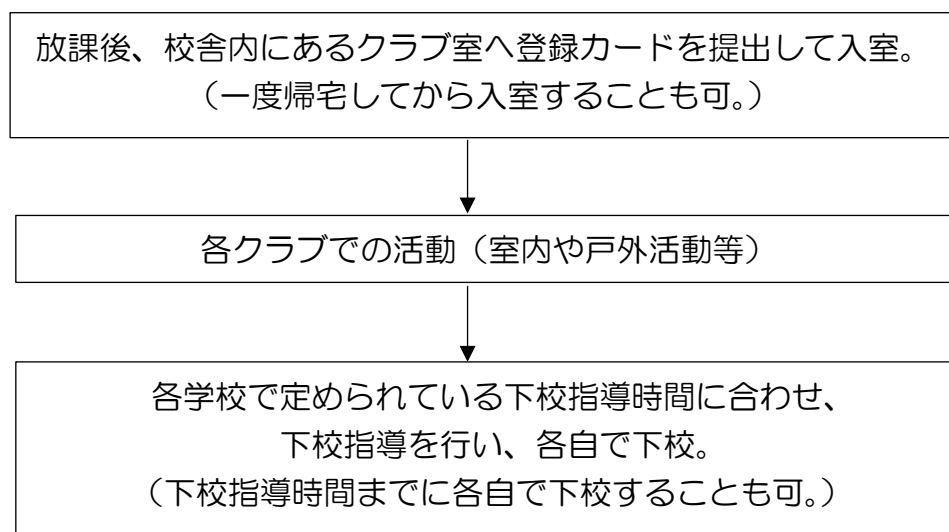 放課後、校舎内にあるクラブ室へ登録カードを提出して入室。
（一度帰宅してから入室することも可。）
各クラブでの活動（室内や戸外活動等）
各学校で定められている下校指導時間に合わせ、
下校指導を行い、各自で下校。
（下校指導時間までに各自で下校することも可。）